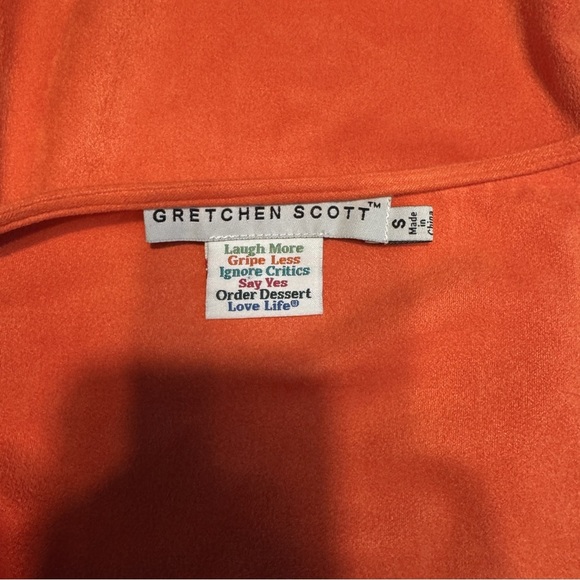 GRETCHEN SCOTT™
S
Made
in
China
Laugh More
Gripe Less
Ignore Critics
Say Yes
Order Dessert
Love Life®